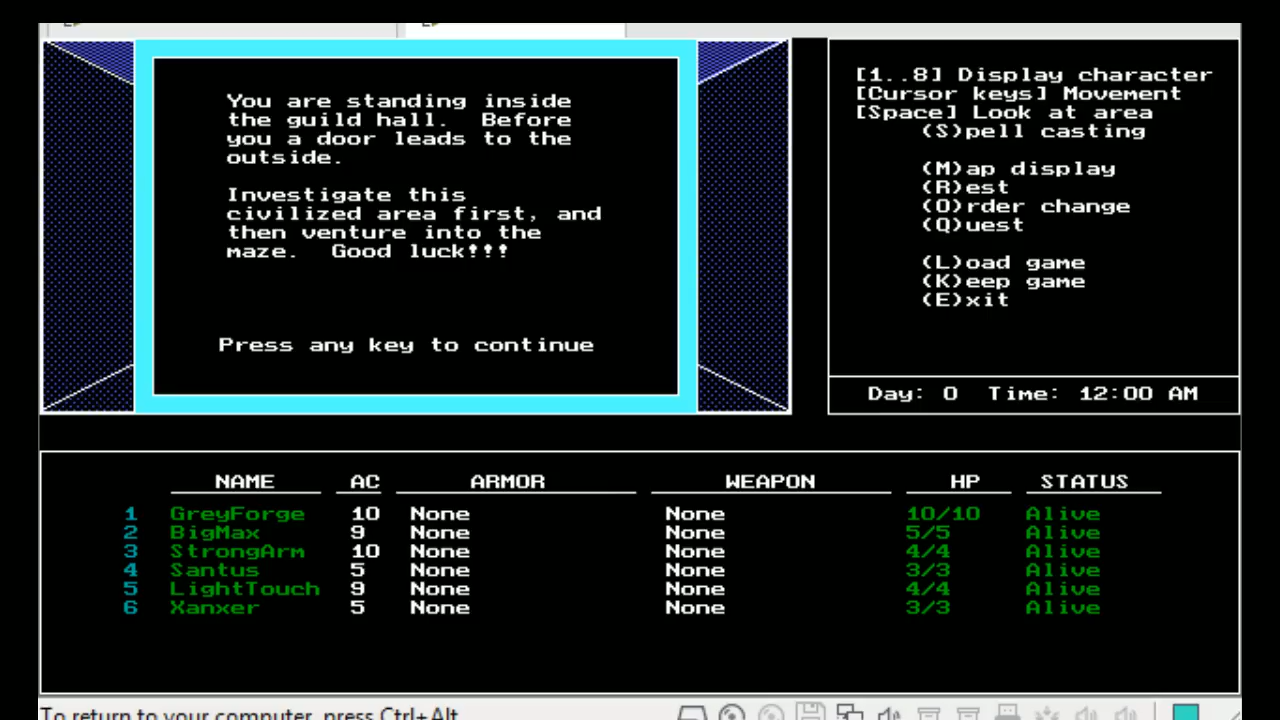 You are standing inside
the guild hall.  Before
you a door leads to the
outside.
Investigate this
civilized area first, and
then venture into the
maze.  Good luck!!!
Press any key to continue
[1..8] Display character
[Cursor keys] Movement
[Space] Look at area
(S)pell casting
(M)ap display
(R)est
(O)rder change
(Q)uest
(L)oad game
(K)eep game
(E)xit
Day: 0  Time: 12:00 AM
NAME AC ARMOR WEAPON HP STATUS
1 GreyForge 10 None None 10/10 Alive
2 BigMax 9 None None 5/5 Alive
3 StrongArm 10 None None 4/4 Alive
4 Santus 5 None None 3/3 Alive
5 LightTouch 9 None None 4/4 Alive
6 Xanxer 5 None None 3/3 Alive
To return to your computer, press Ctrl+Alt